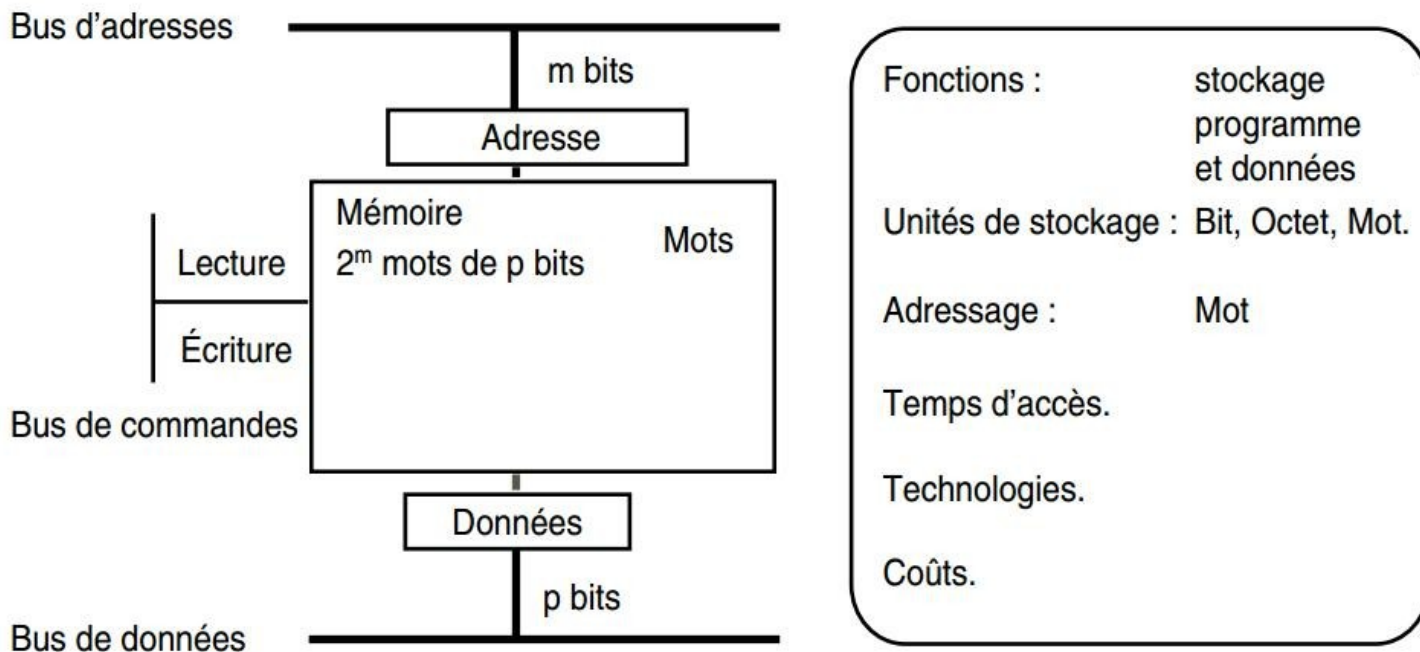 Bus d'adresses
m bits
Adresse
Mémoire
Mots
2ᵐ mots de p bits
Lecture
Écriture
Bus de commandes
Données
p bits
Bus de données
Fonctions : stockage
programme
et données
Unités de stockage : Bit, Octet, Mot.
Adressage : Mot
Temps d'accès.
Technologies.
Coûts.